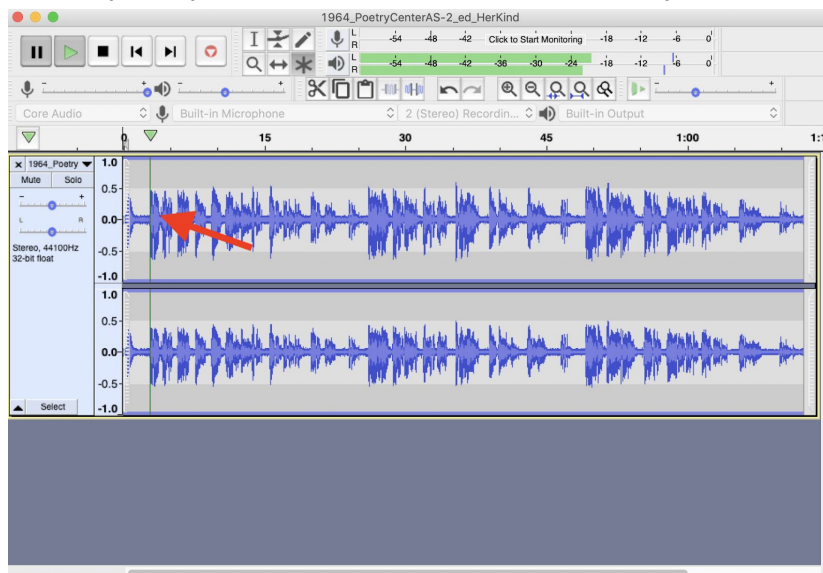 1964_PoetryCenterAS-2_ed_HerKind
L
R
-54 -48 -42 Click to Start Monitoring -18 -12 -6 0
L
R
-54 -48 -42 -36 -30 -24 -18 -12 -6 0
- + - + - +
Core Audio Built-in Microphone 2 (Stereo) Recordin... Built-in Output
0 15 30 45 1:00 1:1
x 1964_Poetry 1.0
Mute Solo
0.5
- +
L R
0.0
Stereo, 44100Hz
32-bit float
-0.5
-1.0
1.0
0.5
0.0
-0.5
Select
-1.0